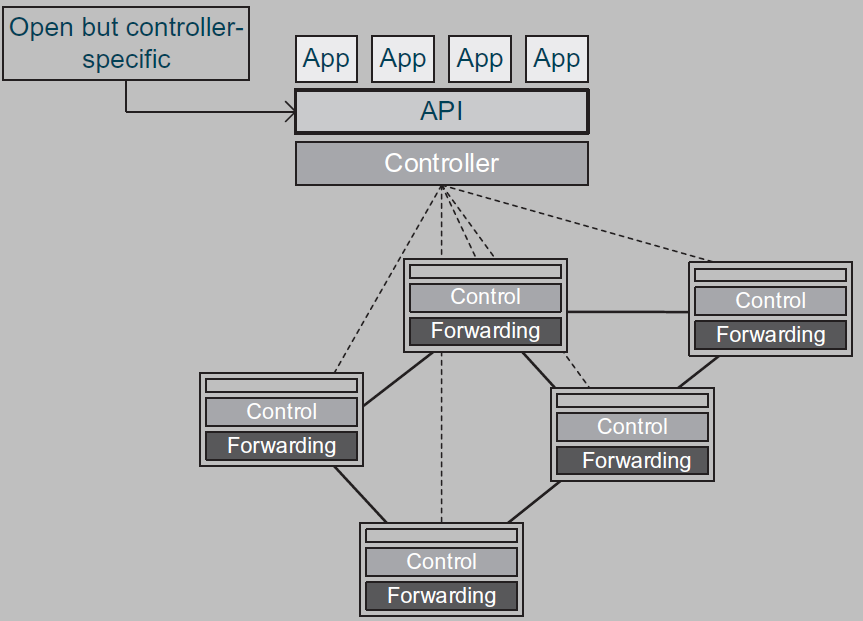 Open but controller-
specific
App App App App
API
Controller
Control
Forwarding
Control
Forwarding
Control
Forwarding
Control
Forwarding
Control
Forwarding